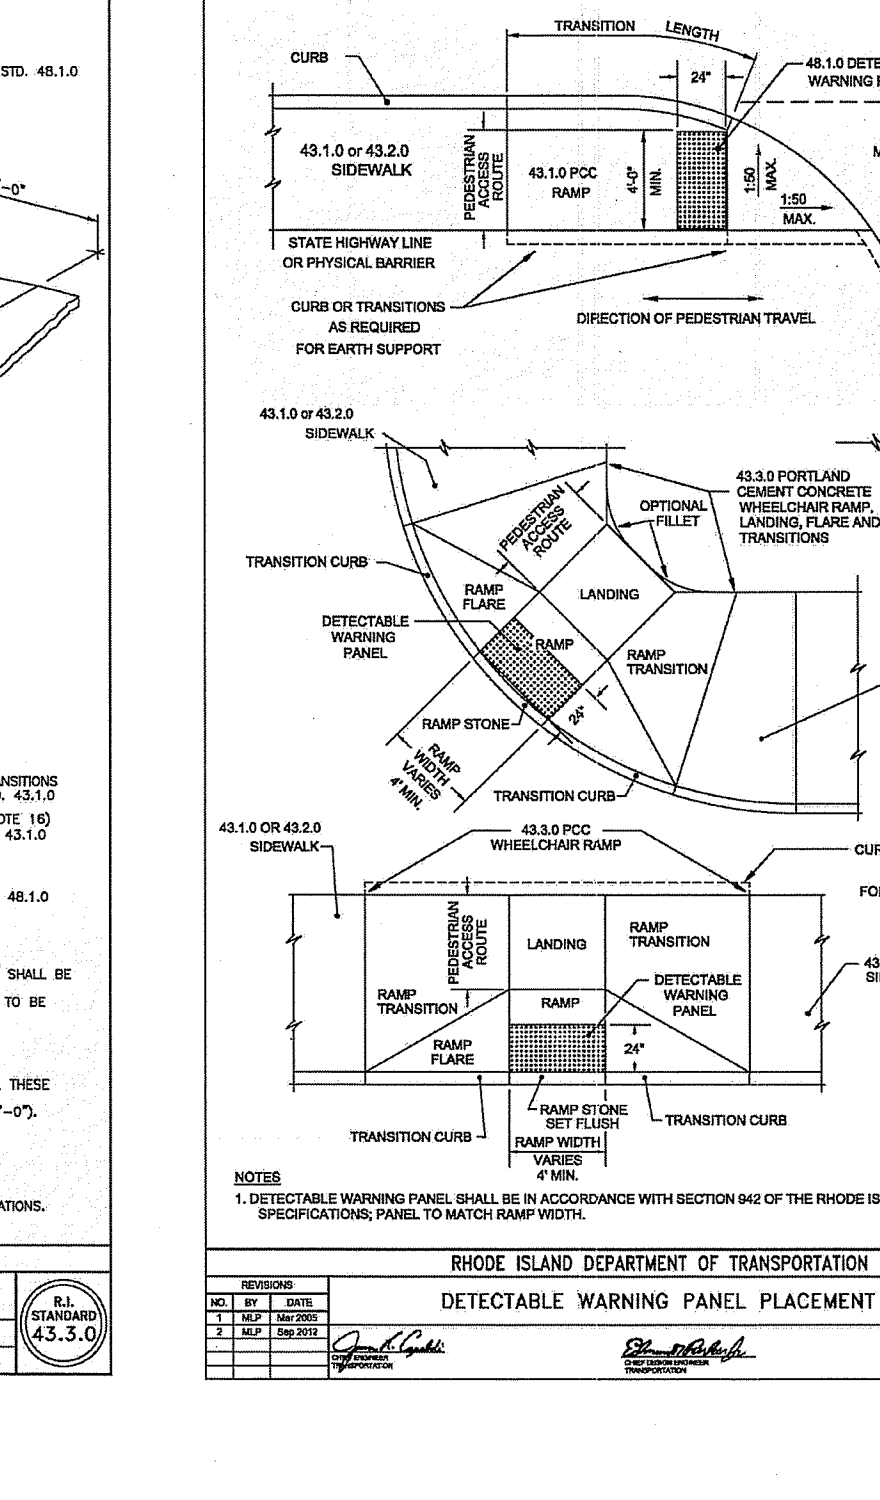 STD. 48.1.0
'-0"
NSITIONS
. 43.1.0
OTE 16)
43.1.0
48.1.0
SHALL BE
TO BE
THESE
'-0").
ATIONS.
R.I.
STANDARD
43.3.0
TRANSITION LENGTH
CURB
24"
48.1.0 DETE
WARNING P
43.1.0 or 43.2.0
SIDEWALK
PEDESTRIAN
ACCESS
ROUTE
43.1.0 PCC
RAMP
4'-0"
MIN.
1:50
MAX.
1:50
MAX.
M
STATE HIGHWAY LINE
OR PHYSICAL BARRIER
CURB OR TRANSITIONS
AS REQUIRED
FOR EARTH SUPPORT
DIRECTION OF PEDESTRIAN TRAVEL
43.1.0 or 43.2.0
SIDEWALK
PEDESTRIAN
ACCESS
ROUTE
OPTIONAL
FILLET
43.3.0 PORTLAND
CEMENT CONCRETE
WHEELCHAIR RAMP,
LANDING, FLARE AND
TRANSITIONS
TRANSITION CURB
RAMP
FLARE
LANDING
DETECTABLE
WARNING
PANEL
RAMP
RAMP
TRANSITION
RAMP STONE
24"
RAMP
WIDTH
VARIES
4' MIN.
TRANSITION CURB
43.1.0 OR 43.2.0
SIDEWALK
43.3.0 PCC
WHEELCHAIR RAMP
CUR
FO
PEDESTRIAN
ACCESS
ROUTE
LANDING
RAMP
TRANSITION
43
SI
RAMP
TRANSITION
RAMP
DETECTABLE
WARNING
PANEL
RAMP
FLARE
24"
RAMP STONE
SET FLUSH
TRANSITION CURB
TRANSITION CURB
RAMP WIDTH
VARIES
4' MIN.
NOTES
1. DETECTABLE WARNING PANEL SHALL BE IN ACCORDANCE WITH SECTION 942 OF THE RHODE IS
SPECIFICATIONS; PANEL TO MATCH RAMP WIDTH.
RHODE ISLAND DEPARTMENT OF TRANSPORTATION
REVISIONS
NO. BY DATE
1 MLP Mar 2005
2 MLP Sep 2012
DETECTABLE WARNING PANEL PLACEMENT
CHIEF ENGINEER
TRANSPORTATION
CHIEF DESIGN ENGINEER
TRANSPORTATION